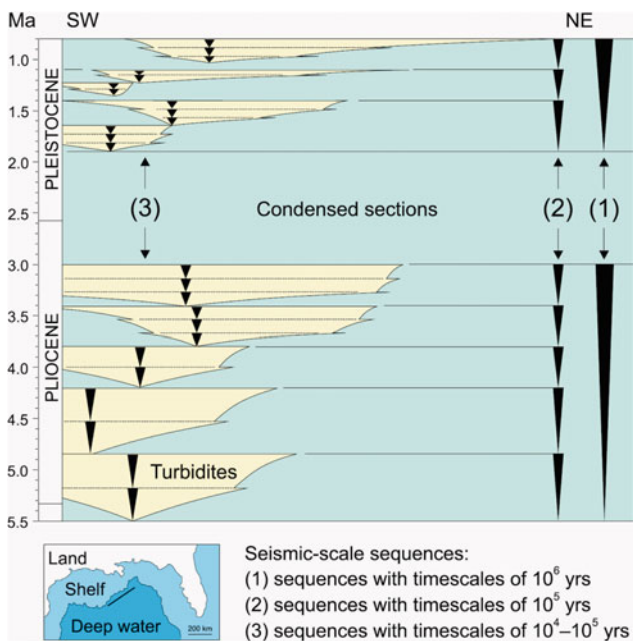 Ma SW NE
1.0
1.5
2.0
2.5
3.0
3.5
4.0
4.5
5.0
5.5
PLEISTOCENE
PLIOCENE
(3) Condensed sections (2) (1)
Turbidites
Land
Shelf
Deep water
200 km
Seismic-scale sequences:
(1) sequences with timescales of 10⁶ yrs
(2) sequences with timescales of 10⁵ yrs
(3) sequences with timescales of 10⁴–10⁵ yrs